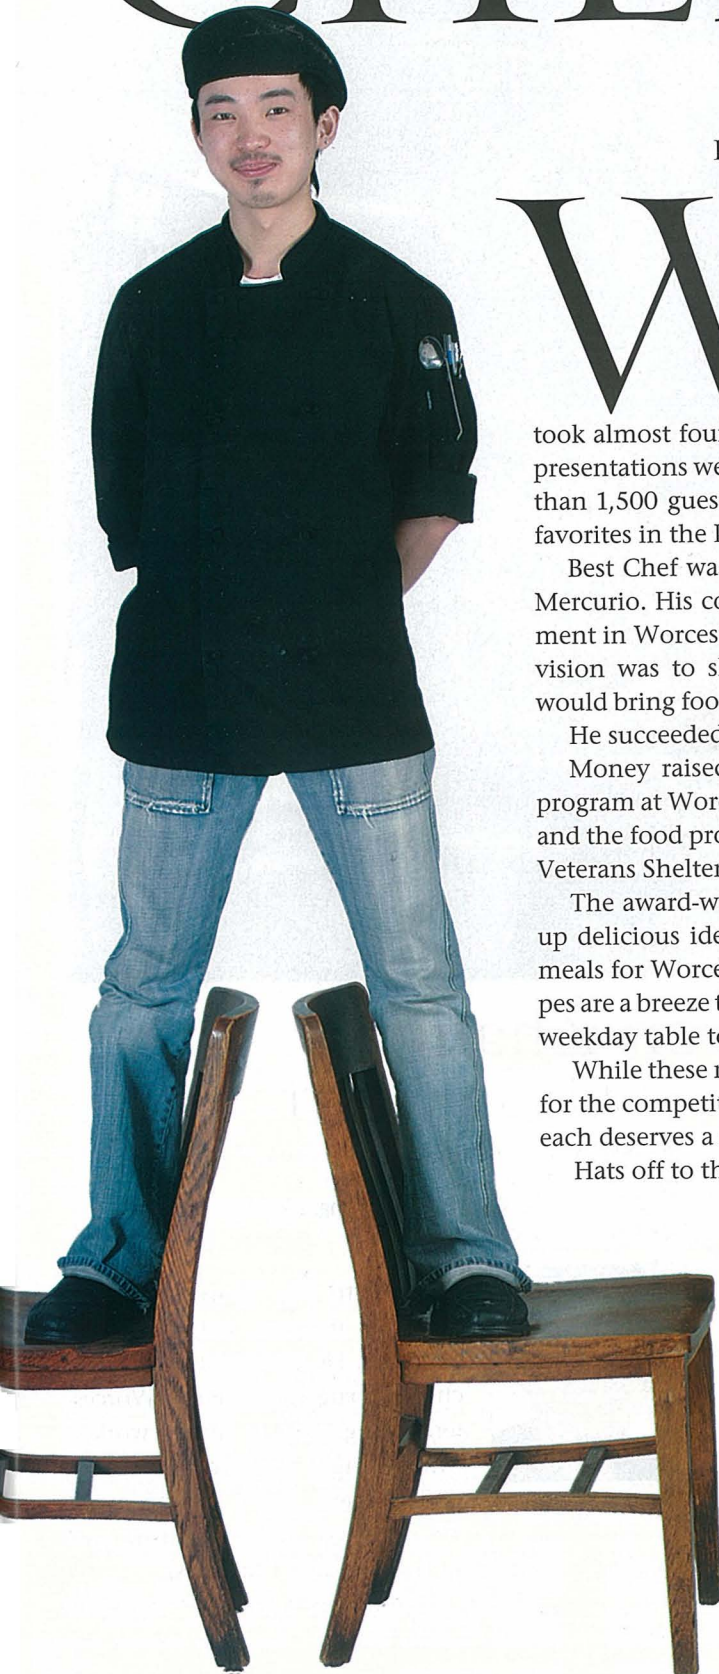 W
took almost fou
presentations we
than 1,500 gues
favorites in the
Best Chef wa
Mercurio. His co
ment in Worces
vision was to s
would bring foo
He succeeded
Money raised
program at Wor
and the food pro
Veterans Shelter
The award-w
up delicious ide
meals for Worce
pes are a breeze t
weekday table to
While these
for the competi
each deserves a
Hats off to th